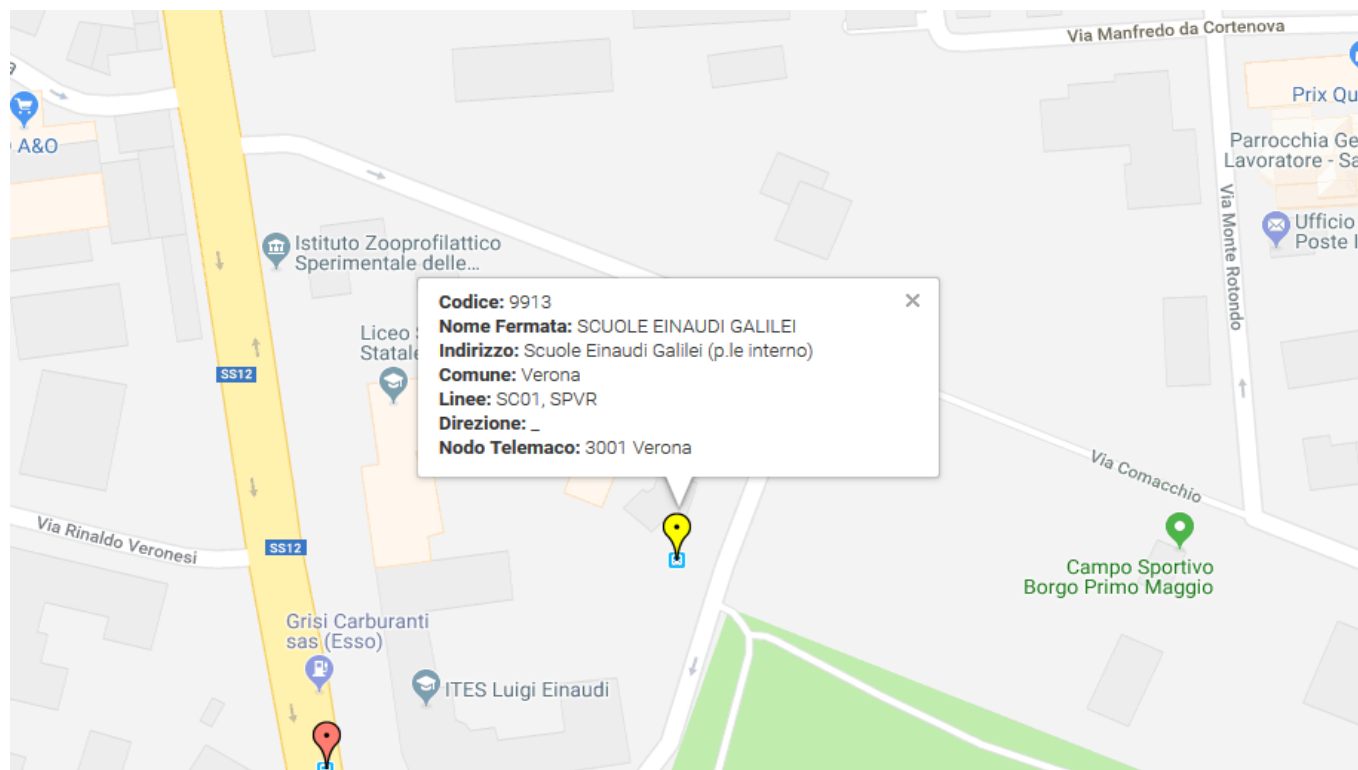 Via Manfredo da Cortenova
Prix Qu
A&O
Parrocchia Ge
Lavoratore - Sa
Via Monte Rotondo
Ufficio
Poste I
Istituto Zooprofilattico
Sperimentale delle...
Liceo
Statale
SS12
Codice: 9913
Nome Fermata: SCUOLE EINAUDI GALILEI
Indirizzo: Scuole Einaudi Galilei (p.le interno)
Comune: Verona
Linee: SC01, SPVR
Direzione: _
Nodo Telemaco: 3001 Verona
Via Comacchio
Via Rinaldo Veronesi
SS12
Campo Sportivo
Borgo Primo Maggio
Grisi Carburanti
sas (Esso)
ITES Luigi Einaudi